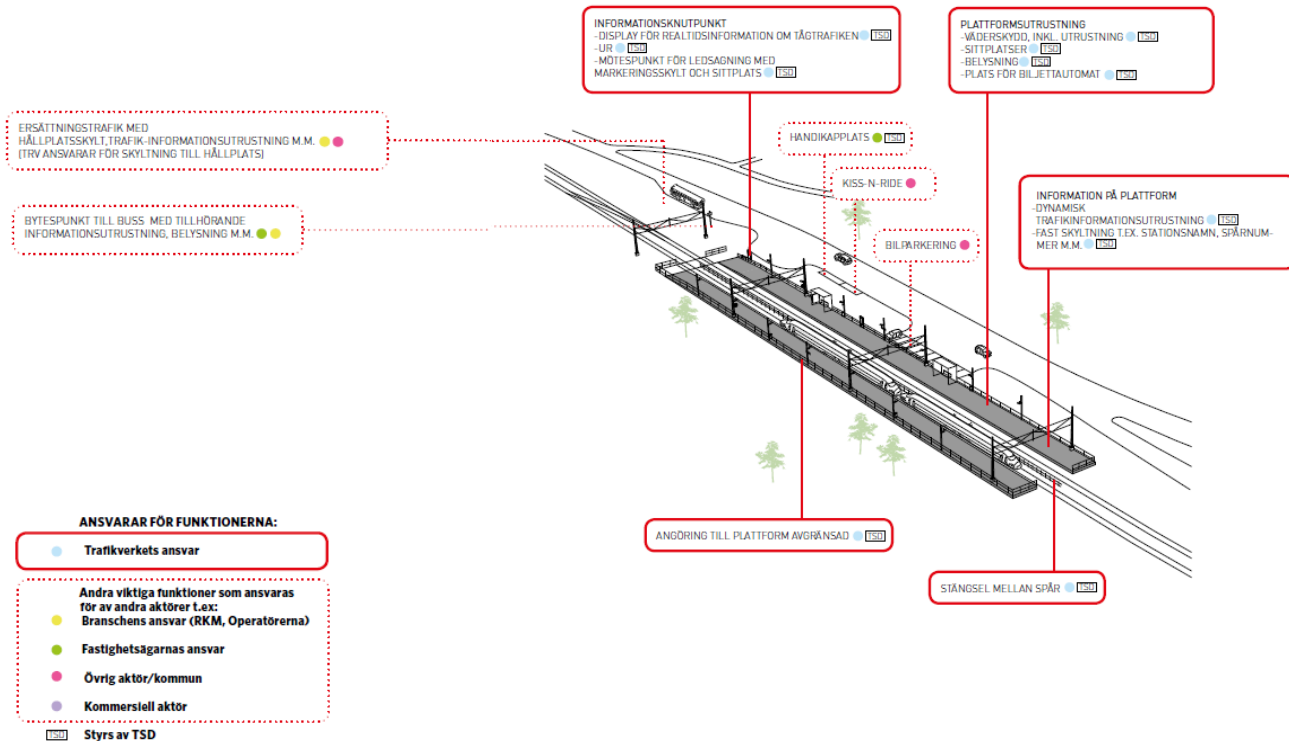 INFORMATIONSKNUTPUNKT
-DISPLAY FÖR REALTIDSINFORMATION OM TÅGTRAFIKEN TSD
-UR TSD
-MÖTESPUNKT FÖR LEDSAGNING MED
MARKERINGSSKYLT OCH SITTPLATS TSD
PLATTFORMSUTRUSTNING
-VÄDERSKYDD, INKL. UTRUSTNING TSD
-SITTPLATSER TSD
-BELYSNING TSD
-PLATS FÖR BILJETTAUTOMAT TSD
ERSÄTTNINGSTRAFIK MED
HÅLLPLATSSKYLT,TRAFIK-INFORMATIONSUTRUSTNING M.M.
(TRV ANSVARAR FÖR SKYLTNING TILL HÅLLPLATS)
HANDIKAPPLATS TSD
KISS-N-RIDE
BYTESPUNKT TILL BUSS MED TILLHÖRANDE
INFORMATIONSUTRUSTNING, BELYSNING M.M.
BILPARKERING
INFORMATION PÅ PLATTFORM
-DYNAMISK
TRAFIKINFORMATIONSUTRUSTNING TSD
-FAST SKYLTNING T.EX. STATIONSNAMN, SPÅRNUM-
MER M.M. TSD
ANGÖRING TILL PLATTFORM AVGRÄNSAD TSD
STÄNGSEL MELLAN SPÅR TSD
ANSVARAR FÖR FUNKTIONERNA:
Trafikverkets ansvar
Andra viktiga funktioner som ansvaras
för av andra aktörer t.ex:
Branschens ansvar (RKM, Operatörerna)
Fastighetsägarnas ansvar
Övrig aktör/kommun
Kommersiell aktör
TSD Styrs av TSD